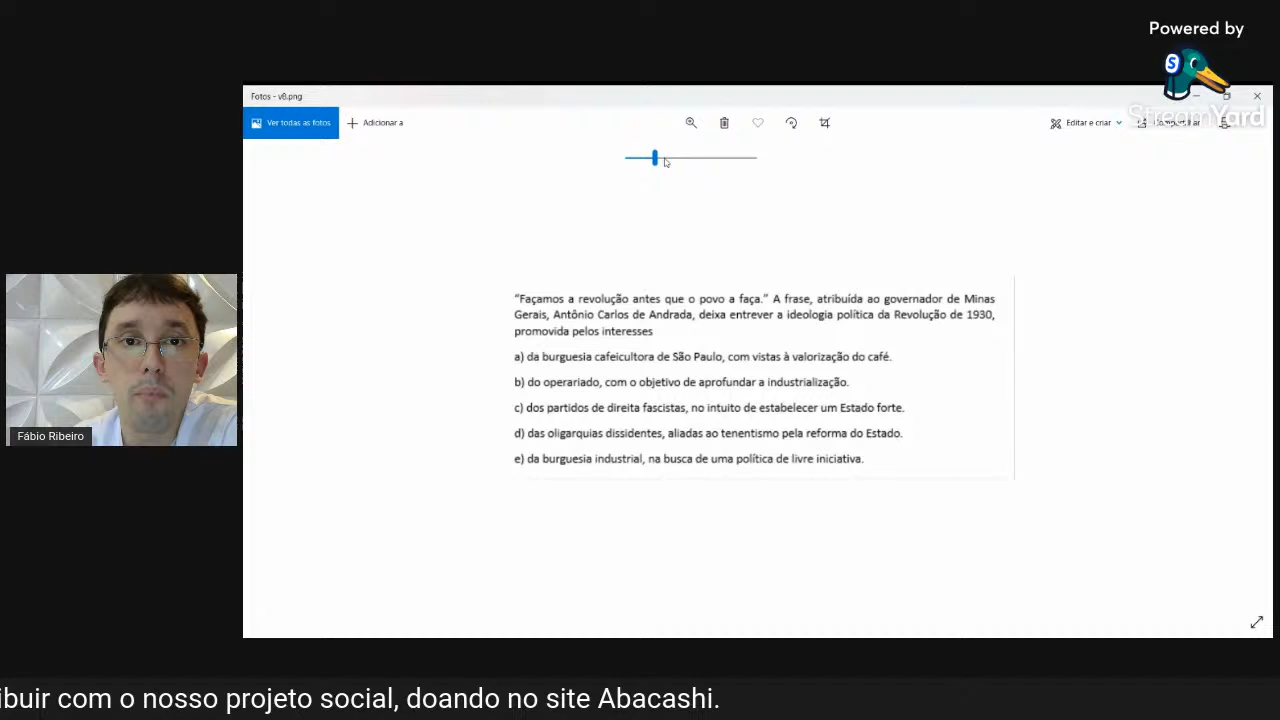 Powered by
StreamYard
Fotos - v8.png
Ver todas as fotos
Adicionar a
Editar e criar
Compartilhar
"Façamos a revolução antes que o povo a faça." A frase, atribuída ao governador de Minas
Gerais, Antônio Carlos de Andrada, deixa entrever a ideologia política da Revolução de 1930,
promovida pelos interesses
a) da burguesia cafeicultora de São Paulo, com vistas à valorização do café.
b) do operariado, com o objetivo de aprofundar a industrialização.
c) dos partidos de direita fascistas, no intuito de estabelecer um Estado forte.
d) das oligarquias dissidentes, aliadas ao tenentismo pela reforma do Estado.
e) da burguesia industrial, na busca de uma política de livre iniciativa.
Fábio Ribeiro
ibuir com o nosso projeto social, doando no site Abacashi.